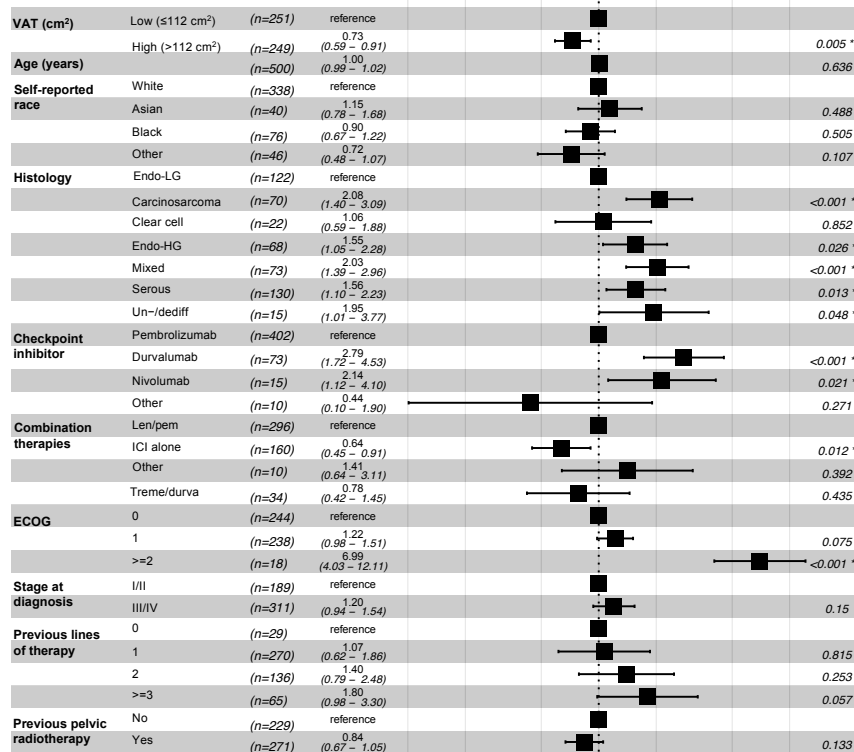 VAT (cm²) Low (≤112 cm²) (n=251) reference
High (>112 cm²) (n=249) 0.73 (0.59 − 0.91) 0.005 *
Age (years) (n=500) 1.00 (0.99 − 1.02) 0.636
Self-reported race White (n=338) reference
Asian (n=40) 1.15 (0.78 − 1.68) 0.488
Black (n=76) 0.90 (0.67 − 1.22) 0.505
Other (n=46) 0.72 (0.48 − 1.07) 0.107
Histology Endo-LG (n=122) reference
Carcinosarcoma (n=70) 2.08 (1.40 − 3.09) <0.001 *
Clear cell (n=22) 1.06 (0.59 − 1.88) 0.852
Endo-HG (n=68) 1.55 (1.05 − 2.28) 0.026 *
Mixed (n=73) 2.03 (1.39 − 2.96) <0.001 *
Serous (n=130) 1.56 (1.10 − 2.23) 0.013 *
Un−/dediff (n=15) 1.95 (1.01 − 3.77) 0.048 *
Checkpoint inhibitor Pembrolizumab (n=402) reference
Durvalumab (n=73) 2.79 (1.72 − 4.53) <0.001 *
Nivolumab (n=15) 2.14 (1.12 − 4.10) 0.021 *
Other (n=10) 0.44 (0.10 − 1.90) 0.271
Combination therapies Len/pem (n=296) reference
ICI alone (n=160) 0.64 (0.45 − 0.91) 0.012 *
Other (n=10) 1.41 (0.64 − 3.11) 0.392
Treme/durva (n=34) 0.78 (0.42 − 1.45) 0.435
ECOG 0 (n=244) reference
1 (n=238) 1.22 (0.98 − 1.51) 0.075
>=2 (n=18) 6.99 (4.03 − 12.11) <0.001 *
Stage at diagnosis I/II (n=189) reference
III/IV (n=311) 1.20 (0.94 − 1.54) 0.15
Previous lines of therapy 0 (n=29) reference
1 (n=270) 1.07 (0.62 − 1.86) 0.815
2 (n=136) 1.40 (0.79 − 2.48) 0.253
>=3 (n=65) 1.80 (0.98 − 3.30) 0.057
Previous pelvic radiotherapy No (n=229) reference
Yes (n=271) 0.84 (0.67 − 1.05) 0.133